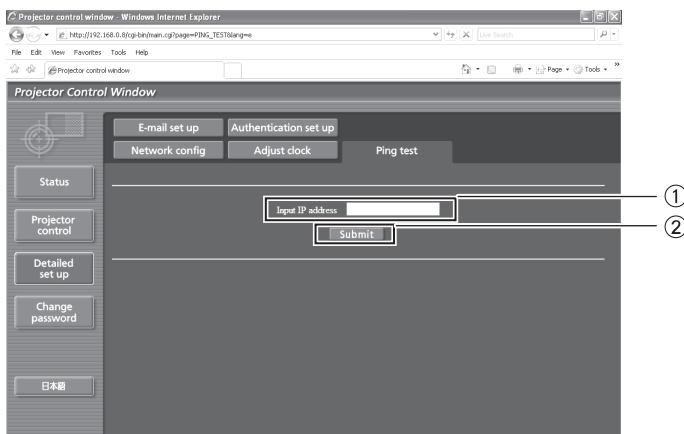 Projector control window - Windows Internet Explorer
http://192.168.0.8/cgi-bin/main.cgi?page=PING_TEST&lang=e
Live Search
File Edit View Favorites Tools Help
Projector control window
Page Tools
Projector Control Window
E-mail set up Authentication set up
Network config Adjust clock Ping test
Status
Projector control
Detailed set up
Change password
日本語
Input IP address
Submit
①
②